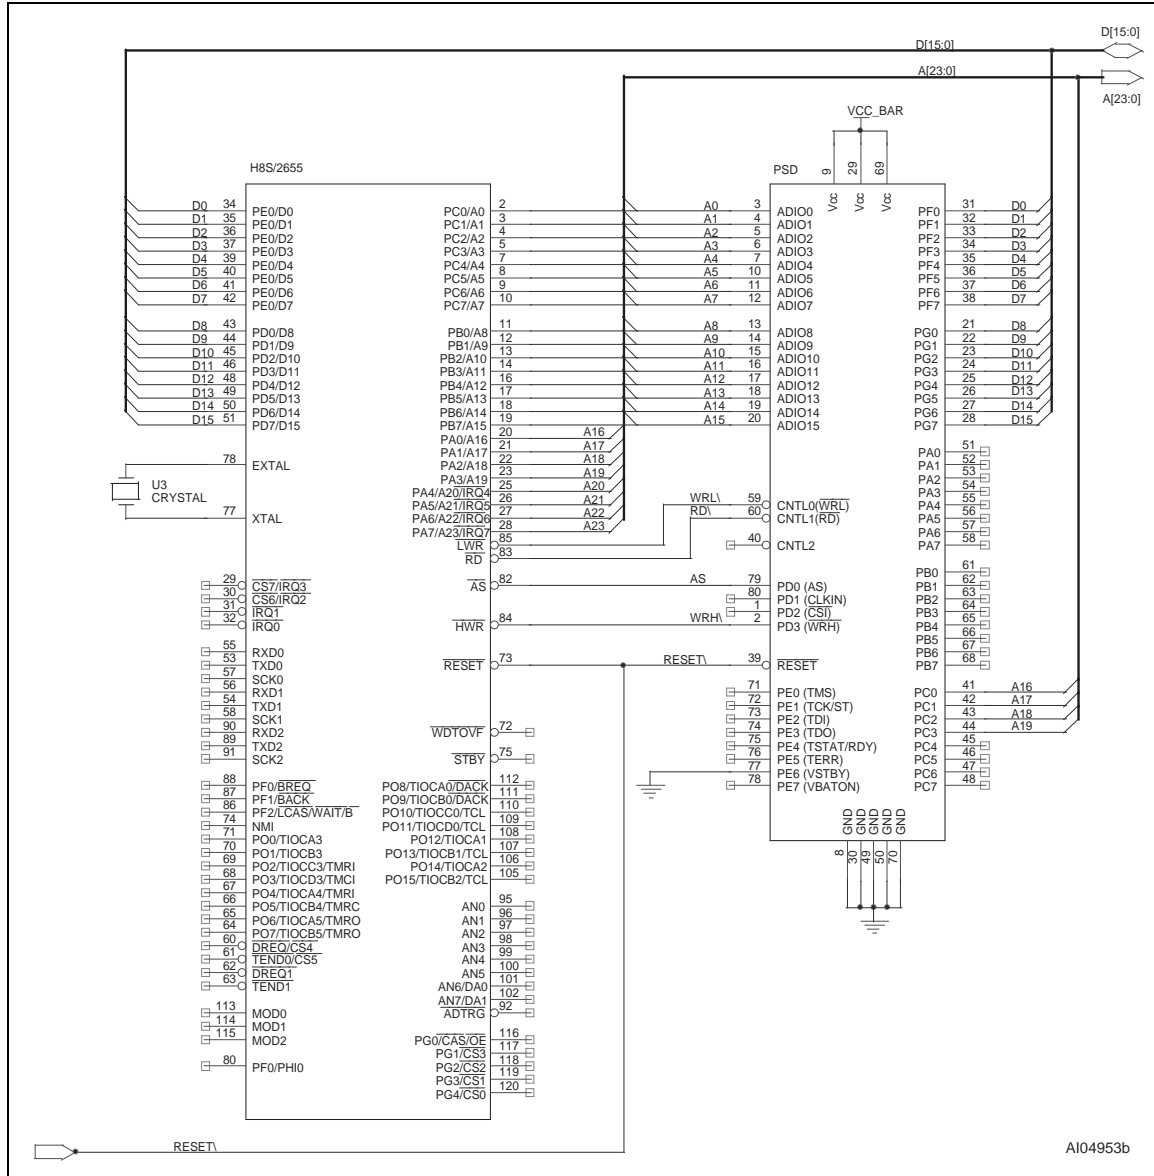 D[15:0]
D[15:0]
A[23:0]
A[23:0]
VCC_BAR
H8S/2655
PSD
9 29 69
Vcc Vcc Vcc
D0 34 PE0/D0
D1 35 PE0/D1
D2 36 PE0/D2
D3 37 PE0/D3
D4 39 PE0/D4
D5 40 PE0/D5
D6 41 PE0/D6
D7 42 PE0/D7
D8 43 PD0/D8
D9 44 PD1/D9
D10 45 PD2/D10
D11 46 PD3/D11
D12 48 PD4/D12
D13 49 PD5/D13
D14 50 PD6/D14
D15 51 PD7/D15
78 EXTAL
U3
CRYSTAL
77 XTAL
29 CS7/IRQ3
30 CS6/IRQ2
31 IRQ1
32 IRQ0
55 RXD0
53 TXD0
57 SCK0
56 RXD1
54 TXD1
58 SCK1
90 RXD2
89 TXD2
91 SCK2
88 PF0/BREQ
87 PF1/BACK
86 PF2/LCAS/WAIT/B
74 NMI
71 PO0/TIOCA3
70 PO1/TIOCB3
69 PO2/TIOCC3/TMRI
68 PO3/TIOCD3/TMCI
67 PO4/TIOCA4/TMRI
66 PO5/TIOCB4/TMRC
65 PO6/TIOCA5/TMRO
64 PO7/TIOCB5/TMRO
60 DREQ/CS4
61 TEND0/CS5
62 DREQ1
63 TEND1
113 MOD0
114 MOD1
115 MOD2
80 PF0/PHI0
PC0/A0 2
PC1/A1 3
PC2/A2 4
PC3/A3 5
PC4/A4 7
PC5/A5 8
PC6/A6 9
PC7/A7 10
PB0/A8 11
PB1/A9 12
PB2/A10 13
PB3/A11 14
PB4/A12 16
PB5/A13 17
PB6/A14 18
PB7/A15 19
PA0/A16 20 A16
PA1/A17 21 A17
PA2/A18 22 A18
PA3/A19 23 A19
PA4/A20/IRQ4 25 A20
PA5/A21/IRQ5 26 A21
PA6/A22/IRQ6 27 A22
PA7/A23/IRQ7 28 A23
LWR 85
RD 83
AS 82
HWR 84
RESET 73
WDTOVF 72
STBY 75
PO8/TIOCA0/DACK 112
PO9/TIOCB0/DACK 111
PO10/TIOCC0/TCL 110
PO11/TIOCD0/TCL 109
PO12/TIOCA1 108
PO13/TIOCB1/TCL 107
PO14/TIOCA2 106
PO15/TIOCB2/TCL 105
AN0 95
AN1 96
AN2 97
AN3 98
AN4 99
AN5 100
AN6/DA0 101
AN7/DA1 102
ADTRG 92
PG0/CAS/OE 116
PG1/CS3 117
PG2/CS2 118
PG3/CS1 119
PG4/CS0 120
A0 3 ADIO0
A1 4 ADIO1
A2 5 ADIO2
A3 6 ADIO3
A4 7 ADIO4
A5 10 ADIO5
A6 11 ADIO6
A7 12 ADIO7
A8 13 ADIO8
A9 14 ADIO9
A10 15 ADIO10
A11 16 ADIO11
A12 17 ADIO12
A13 18 ADIO13
A14 19 ADIO14
A15 20 ADIO15
WRL\ 59 CNTL0(WRL)
RD\ 60 CNTL1(RD)
40 CNTL2
AS 79 PD0 (AS)
80 PD1 (CLKIN)
1 PD2 (CSI)
WRH\ 2 PD3 (WRH)
RESET\ 39 RESET
71 PE0 (TMS)
72 PE1 (TCK/ST)
73 PE2 (TDI)
74 PE3 (TDO)
75 PE4 (TSTAT/RDY)
76 PE5 (TERR)
77 PE6 (VSTBY)
78 PE7 (VBATON)
PF0 31 D0
PF1 32 D1
PF2 33 D2
PF3 34 D3
PF4 35 D4
PF5 36 D5
PF6 37 D6
PF7 38 D7
PG0 21 D8
PG1 22 D9
PG2 23 D10
PG3 24 D11
PG4 25 D12
PG5 26 D13
PG6 27 D14
PG7 28 D15
PA0 51
PA1 52
PA2 53
PA3 54
PA4 55
PA5 56
PA6 57
PA7 58
PB0 61
PB1 62
PB2 63
PB3 64
PB4 65
PB5 66
PB6 67
PB7 68
PC0 41 A16
PC1 42 A17
PC2 43 A18
PC3 44 A19
PC4 45
PC5 46
PC6 47
PC7 48
GND GND GND GND GND
8 30 49 50 70
RESET\
AI04953b